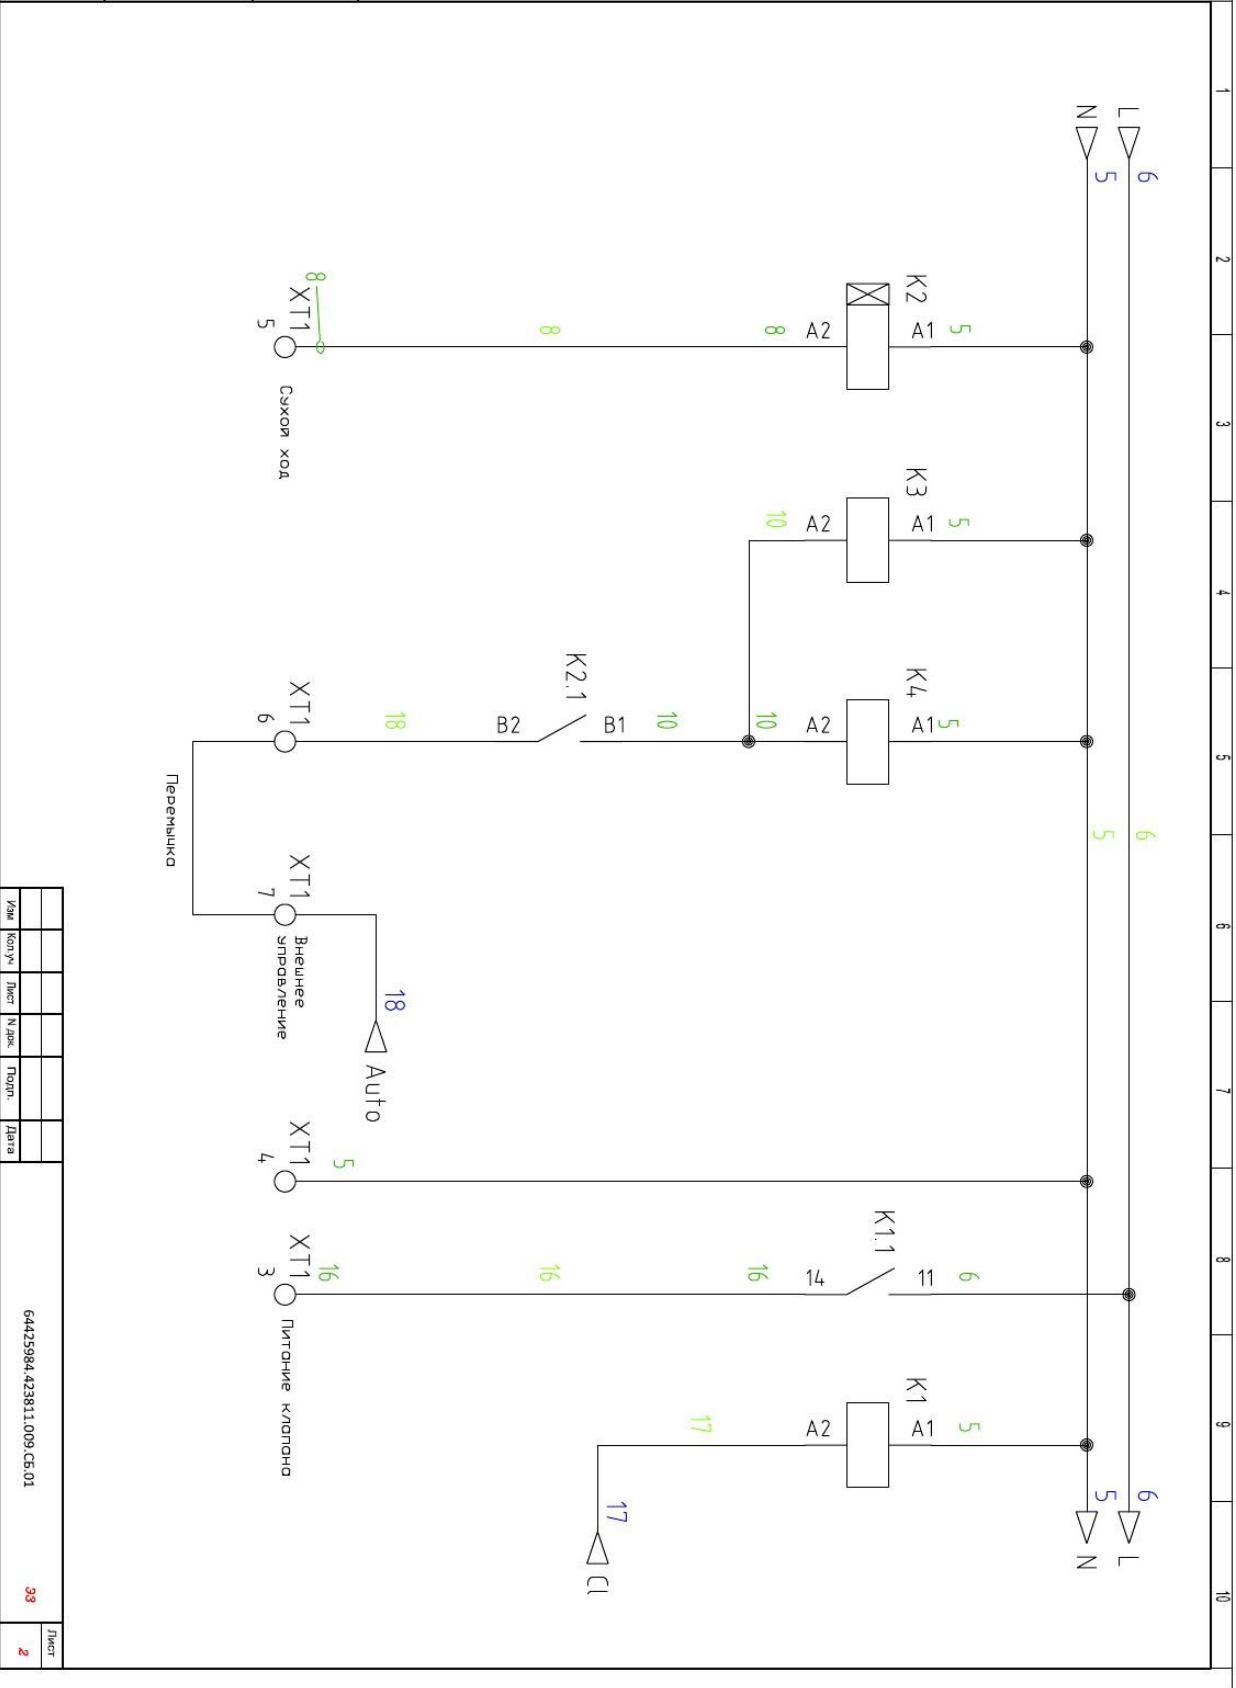 1
2
3
4
5
6
7
8
9
10
L
6
6
6
L
N
5
5
5
N
K2
A1
5
A2
8
8
8
XT1
5
Сухой ход
K3
A1
5
A2
10
K4
A1
5
A2
10
10
K2.1
B1
B2
18
XT1
6
Перемычка
XT1
7
Внешнее
управление
18
Auto
XT1
4
5
K1.1
11
6
14
16
16
16
XT1
3
Питание клапана
K1
A1
5
A2
17
17
Cl
Изм
Кол.уч
Лист
N док.
Подп.
Дата
64425984.423811.009.СБ.01
ЭЗ
Лист
2